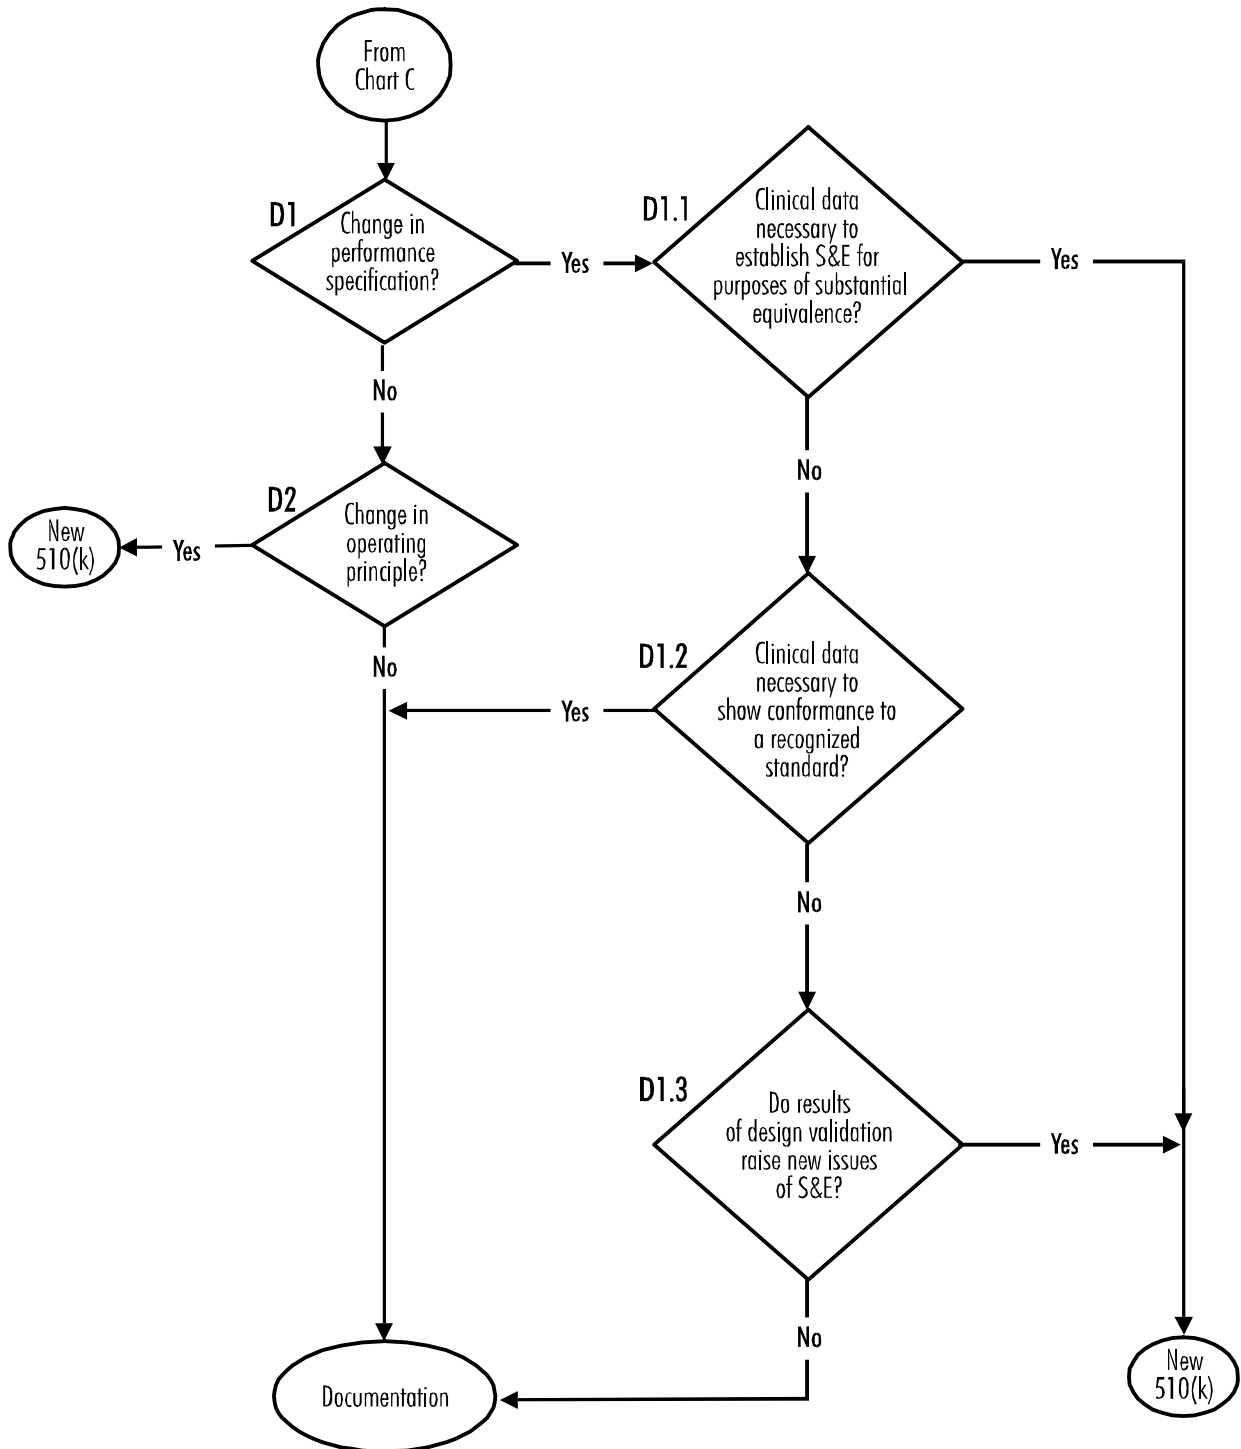 From
Chart C
D1
Change in
performance
specification?
Yes
D1.1
Clinical data
necessary to
establish S&E for
purposes of substantial
equivalence?
Yes
No
No
D2
Change in
operating
principle?
Yes
New
510(k)
No
D1.2
Clinical data
necessary to
show conformance to
a recognized
standard?
Yes
No
D1.3
Do results
of design validation
raise new issues
of S&E?
Yes
No
Documentation
New
510(k)